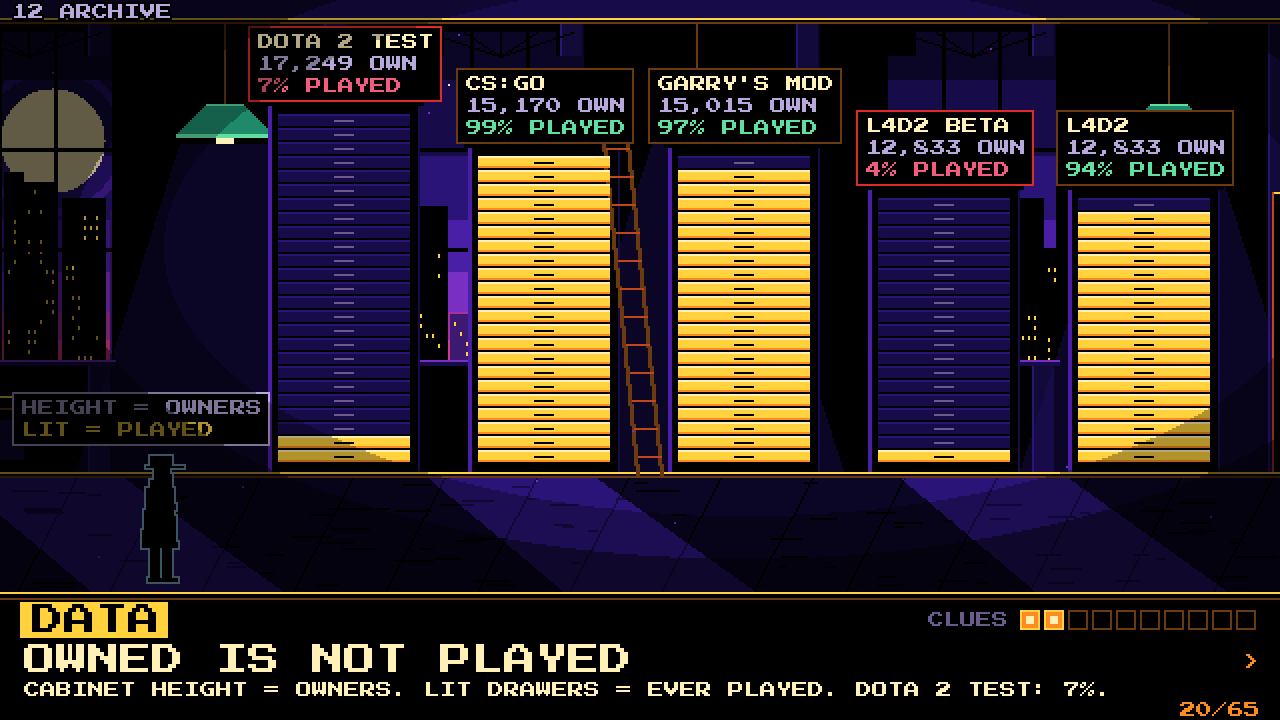 12 ARCHIVE
DOTA 2 TEST
17,249 OWN
7% PLAYED
CS:GO
15,170 OWN
99% PLAYED
GARRY'S MOD
15,015 OWN
97% PLAYED
L4D2 BETA
12,833 OWN
4% PLAYED
L4D2
12,833 OWN
94% PLAYED
HEIGHT = OWNERS
LIT = PLAYED
DATA
CLUES
OWNED IS NOT PLAYED
>
CABINET HEIGHT = OWNERS. LIT DRAWERS = EVER PLAYED. DOTA 2 TEST: 7%.
20/65